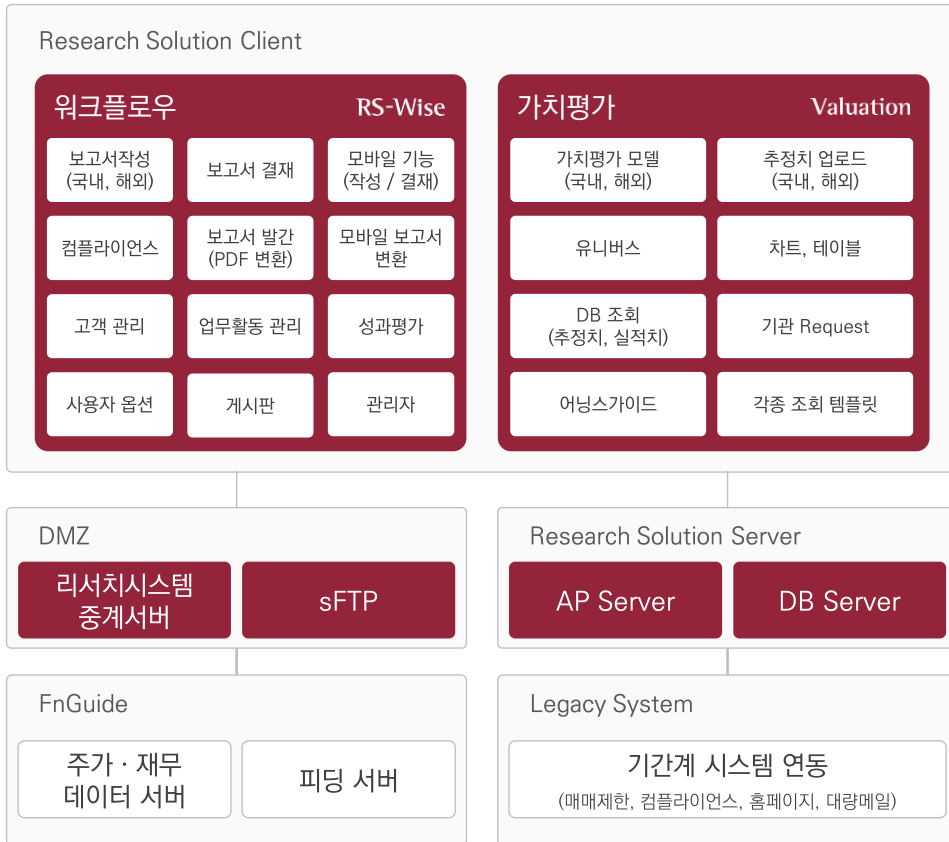 Research Solution Client
워크플로우 RS-Wise
보고서작성
(국내, 해외)
보고서 결재
모바일 기능
(작성 / 결재)
컴플라이언스
보고서 발간
(PDF 변환)
모바일 보고서
변환
고객 관리
업무활동 관리
성과평가
사용자 옵션
게시판
관리자
가치평가 Valuation
가치평가 모델
(국내, 해외)
추정치 업로드
(국내, 해외)
유니버스
차트, 테이블
DB 조회
(추정치, 실적치)
기관 Request
어닝스가이드
각종 조회 템플릿
DMZ
리서치시스템
중계서버
sFTP
Research Solution Server
AP Server
DB Server
FnGuide
주가 · 재무
데이터 서버
피딩 서버
Legacy System
기간계 시스템 연동
(매매제한, 컴플라이언스, 홈페이지, 대량메일)